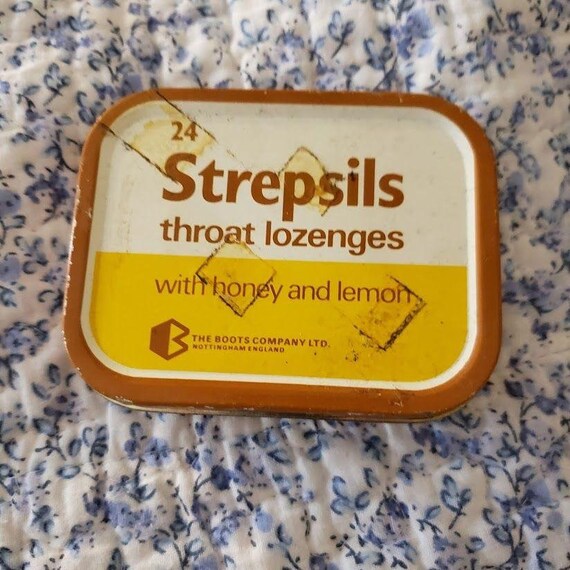 24
Strepsils
throat lozenges
with honey and lemon
THE BOOTS COMPANY LTD.
NOTTINGHAM ENGLAND